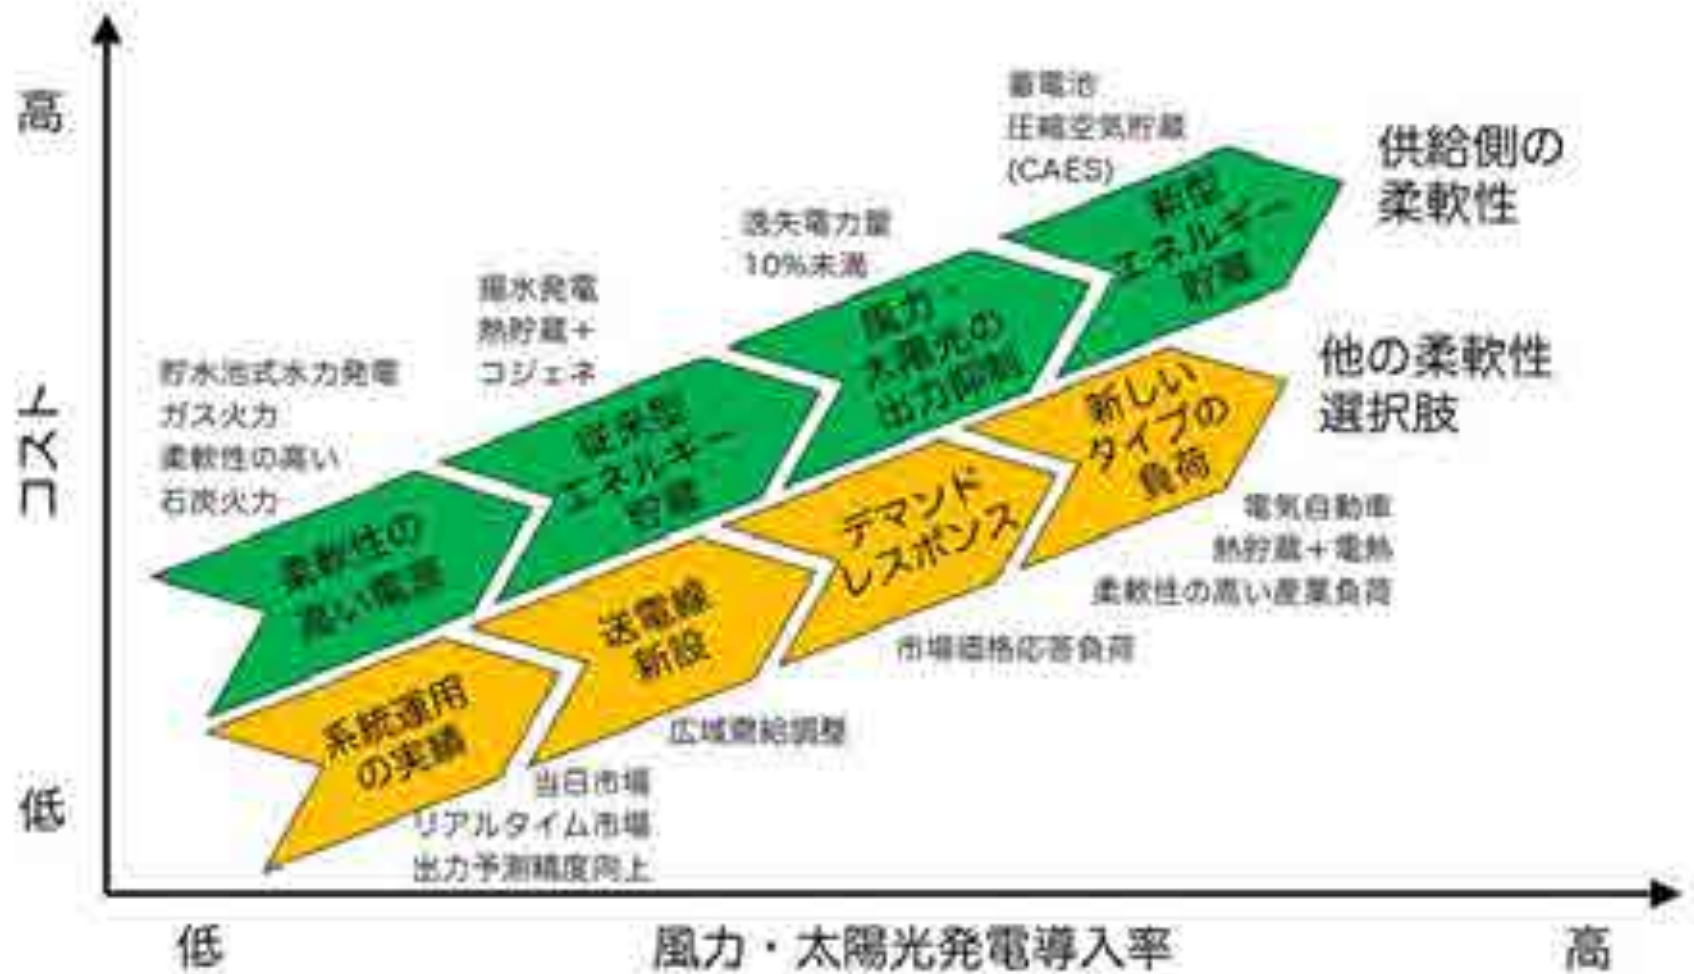 高
コスト
低
蓄電池
圧縮空気貯蔵
(CAES)
供給側の
柔軟性
新型
エネルギー
貯蔵
逸失電力量
10%未満
風力・
太陽光の
出力抑制
揚水発電
熱貯蔵＋
コジェネ
従来型
エネルギー
貯蔵
貯水池式水力発電
ガス火力
柔軟性の高い
石炭火力
柔軟性の
高い電源
他の柔軟性
選択肢
新しい
タイプの
負荷
電気自動車
熱貯蔵＋電熱
柔軟性の高い産業負荷
デマンド
レスポンス
市場価格応答負荷
送電線
新設
広域需給調整
系統運用
の実績
当日市場
リアルタイム市場
出力予測精度向上
低
風力・太陽光発電導入率
高